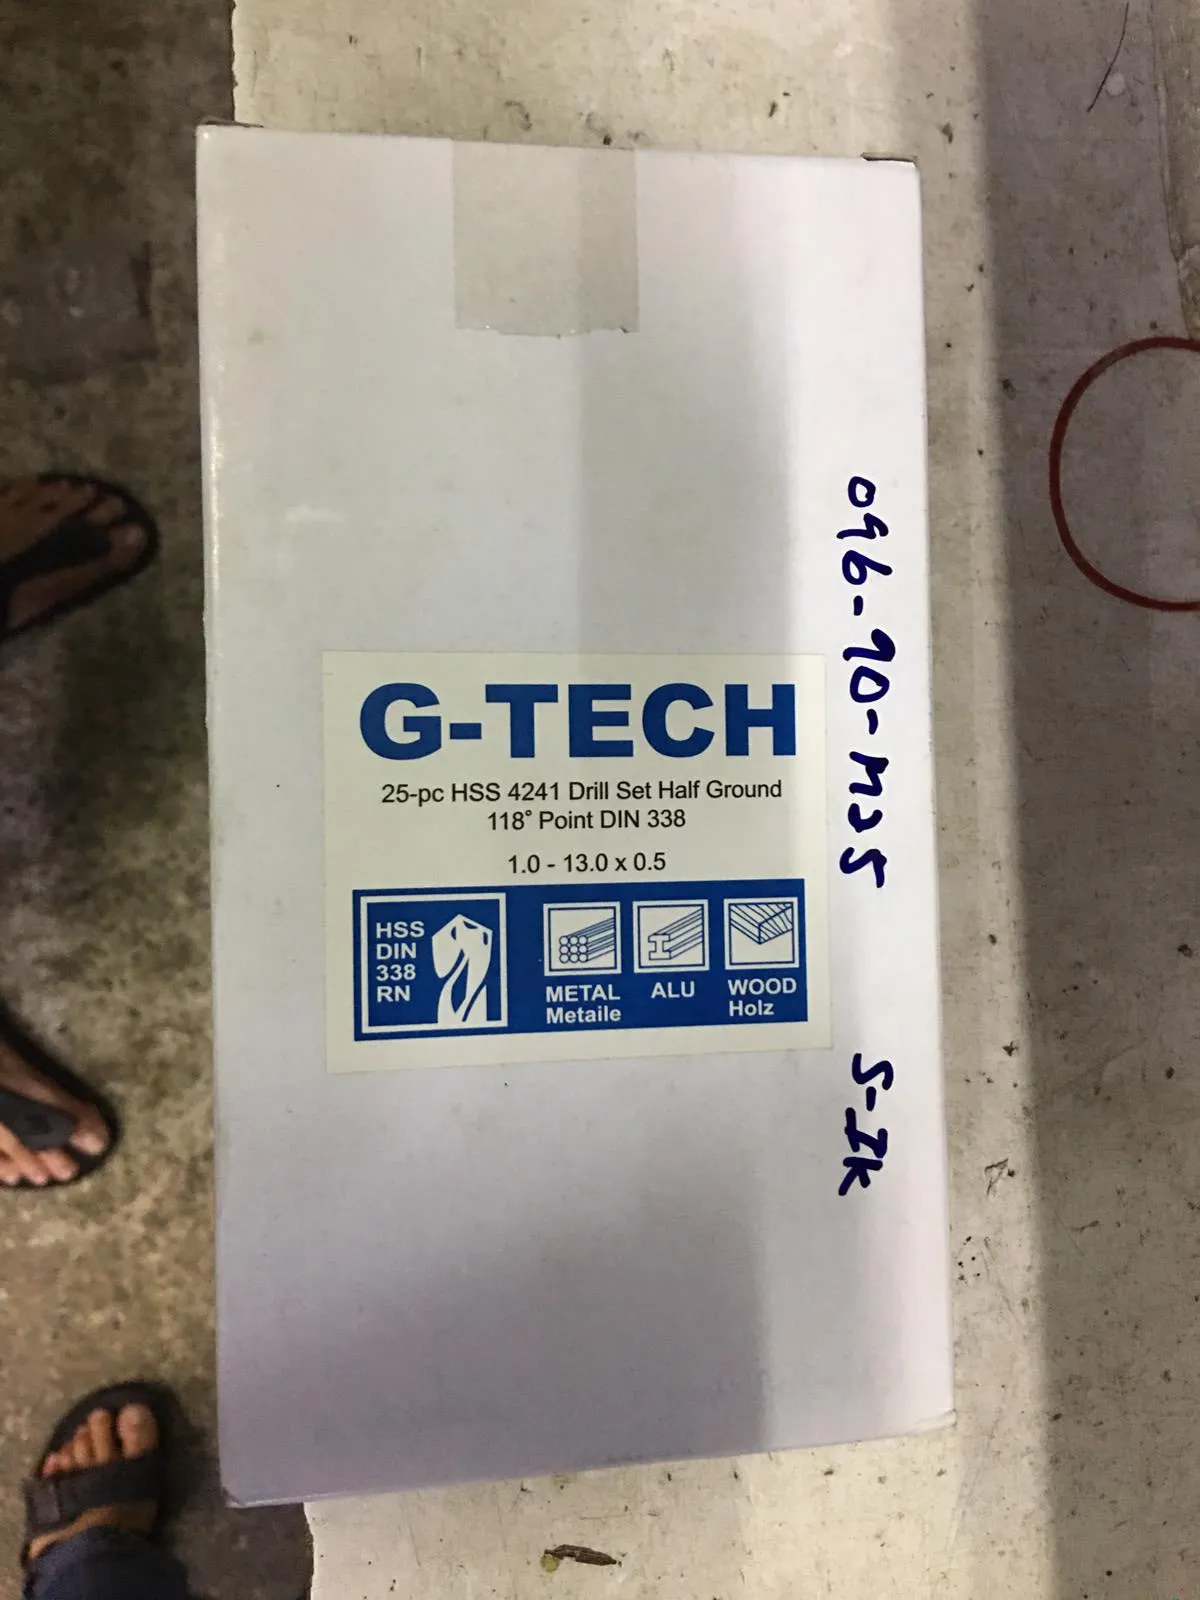 G-TECH
25-pc HSS 4241 Drill Set Half Ground
118° Point DIN 338
1.0 - 13.0 x 0.5
HSS
DIN
338
RN
METAL
Metaile
ALU
WOOD
Holz
096-90-M25
S-IK